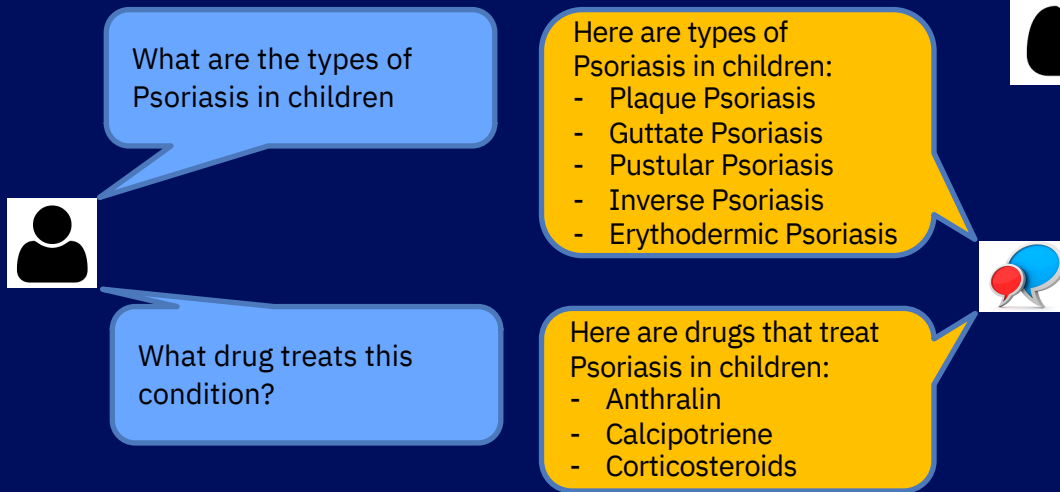 What are the types of
Psoriasis in children
Here are types of
Psoriasis in children:
- Plaque Psoriasis
- Guttate Psoriasis
- Pustular Psoriasis
- Inverse Psoriasis
- Erythodermic Psoriasis
What drug treats this
condition?
Here are drugs that treat
Psoriasis in children:
- Anthralin
- Calcipotriene
- Corticosteroids